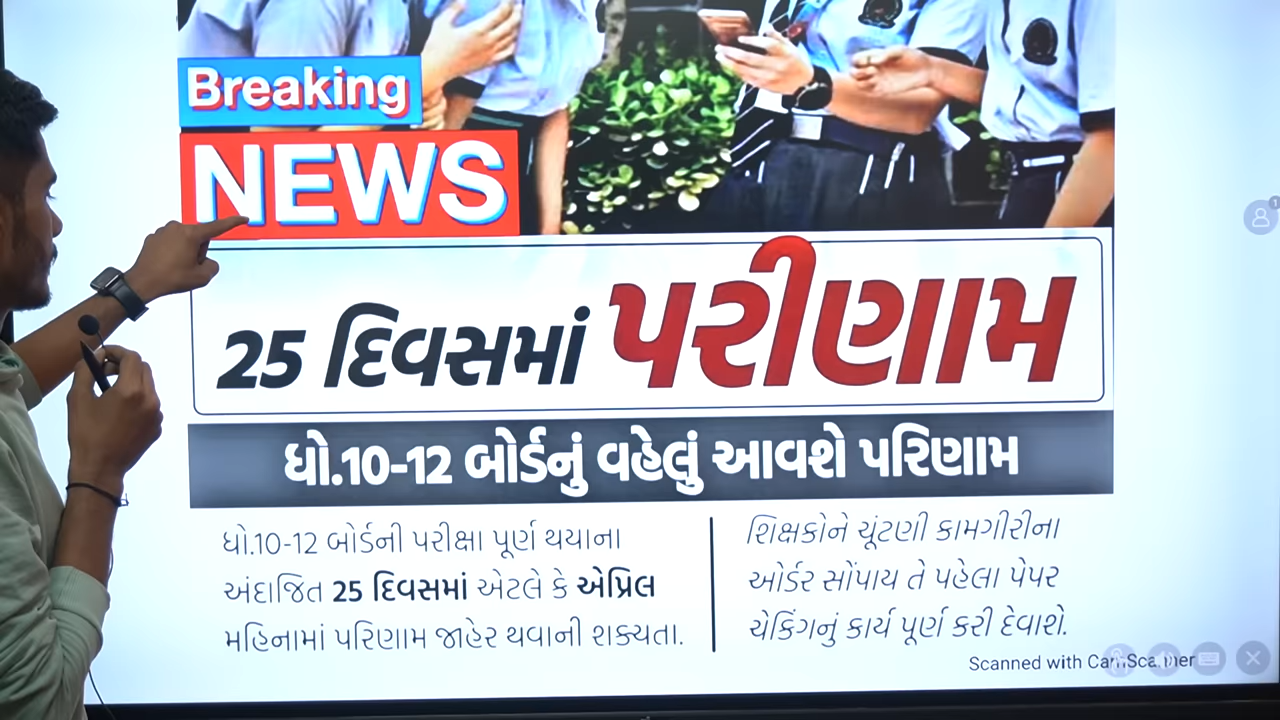 Breaking
NEWS
25 દિવસમાં પરીણામ
ધો.10-12 બોર્ડનું વહેલું આવશે પરિણામ
ધો.10-12 બોર્ડની પરીક્ષા પૂર્ણ થયાના
અંદાજિત 25 દિવસમાં એટલે કે એપ્રિલ
મહિનામાં પરિણામ જાહેર થવાની શક્યતા.
શિક્ષકોને ચૂંટણી કામગીરીના
ઓર્ડર સોંપાય તે પહેલા પેપર
ચેકિંગનું કાર્ય પૂર્ણ કરી દેવાશે.
Scanned with CamScanner
1